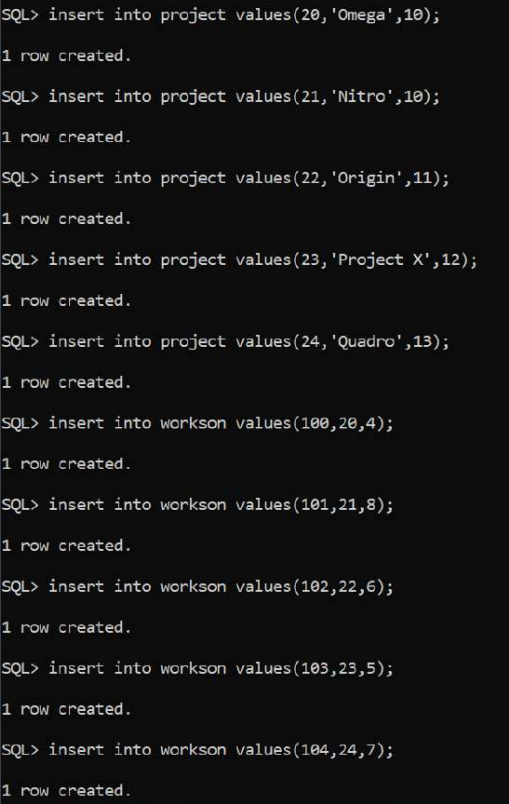 SQL> insert into project values(20,'Omega',10);
1 row created.
SQL> insert into project values(21,'Nitro',10);
1 row created.
SQL> insert into project values(22,'Origin',11);
1 row created.
SQL> insert into project values(23,'Project X',12);
1 row created.
SQL> insert into project values(24,'Quadro',13);
1 row created.
SQL> insert into workson values(100,20,4);
1 row created.
SQL> insert into workson values(101,21,8);
1 row created.
SQL> insert into workson values(102,22,6);
1 row created.
SQL> insert into workson values(103,23,5);
1 row created.
SQL> insert into workson values(104,24,7);
1 row created.